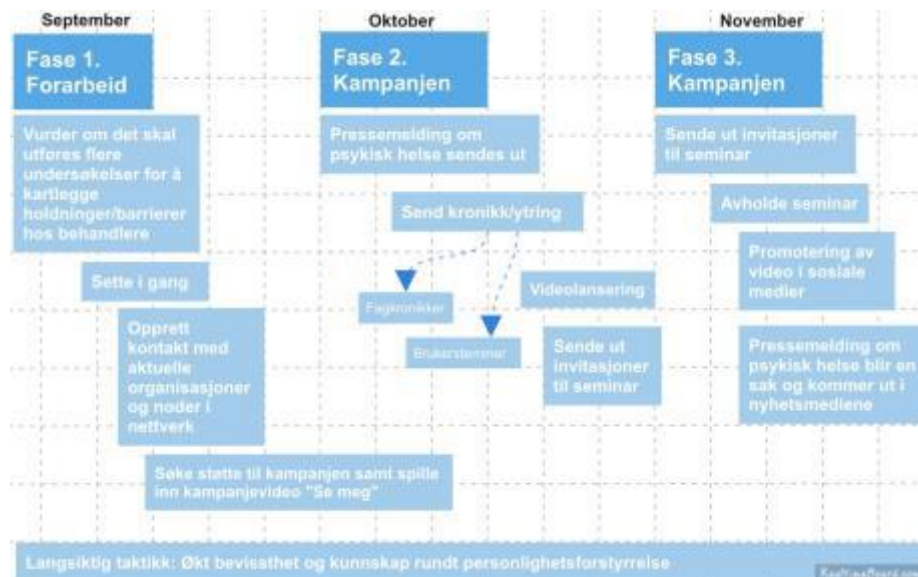 September
Fase 1.
Forarbeid
Vurder om det skal
utføres flere
undersøkelser for å
kartlegge
holdninger/barrierer
hos behandlere
Sette i gang
Opprett
kontakt med
aktuelle
organisasjoner
og noder i
nettverk
Søke støtte til kampanjen samt spille
inn kampanjevideo "Se meg"
Oktober
Fase 2.
Kampanjen
Pressemelding om
psykisk helse sendes ut
Send kronikk/ytring
Fagkronikker
Brukerstemmer
Videolansering
Sende ut
invitasjoner
til seminar
November
Fase 3.
Kampanjen
Sende ut invitasjoner
til seminar
Avholde seminar
Promotering av
video i sosiale
medier
Pressemelding om
psykisk helse blir en
sak og kommer ut i
nyhetsmediene
Langsiktig taktikk: Økt bevissthet og kunnskap rundt personlighetsforstyrrelse